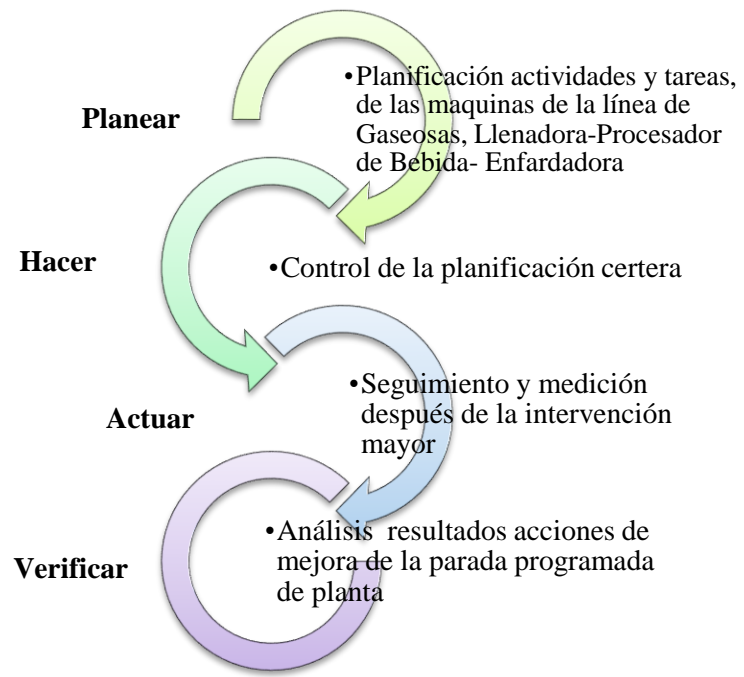 Planear
•Planificación actividades y tareas,
de las maquinas de la línea de
Gaseosas, Llenadora-Procesador
de Bebida- Enfardadora
Hacer
•Control de la planificación certera
Actuar
•Seguimiento y medición
después de la intervención
mayor
Verificar
•Análisis resultados acciones de
mejora de la parada programada
de planta